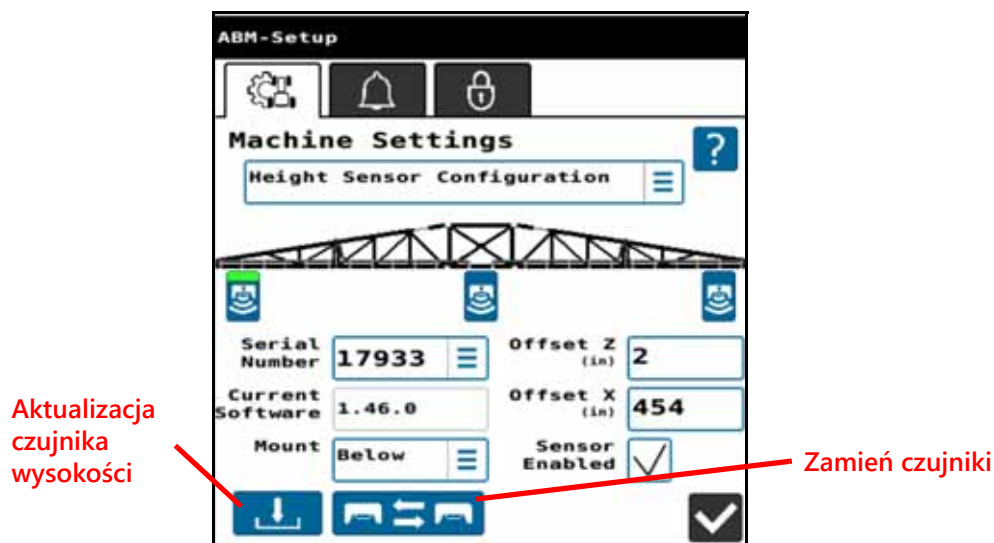 ABM-Setup
Machine Settings
?
Height Sensor Configuration
Serial Number 17933
Offset Z (in) 2
Current Software 1.46.0
Offset X (in) 454
Mount Below
Sensor Enabled
Aktualizacja
czujnika
wysokości
Zamień czujniki